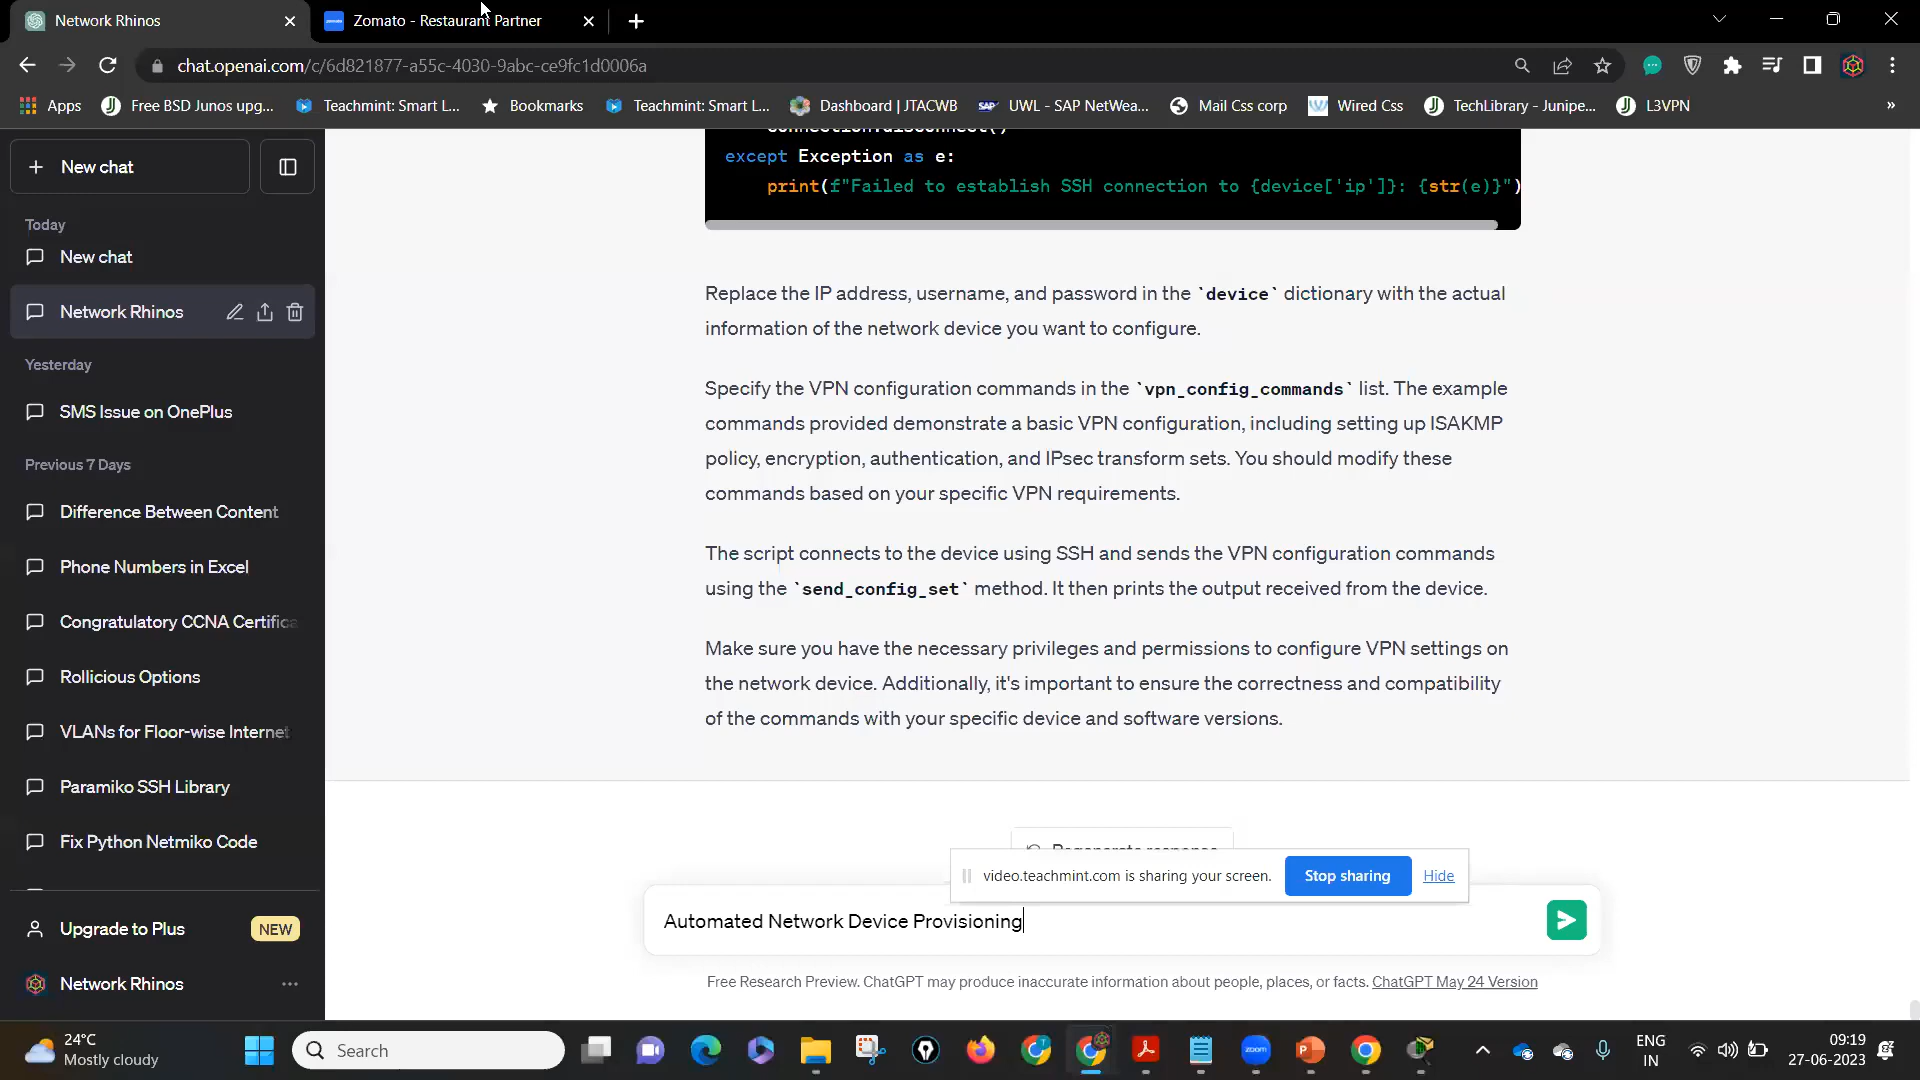 Network Rhinos
Zomato - Restaurant Partner
chat.openai.com/c/6d821877-a55c-4030-9abc-ce9fc1d0006a
Apps
Free BSD Junos upg...
Teachmint: Smart L...
Bookmarks
Teachmint: Smart L...
Dashboard | JTACWB
SAP
UWL - SAP NetWea...
Mail Css corp
Wired Css
TechLibrary - Junipe...
L3VPN
»
New chat
Today
New chat
Network Rhinos
Yesterday
SMS Issue on OnePlus
Previous 7 Days
Difference Between Content
Phone Numbers in Excel
Congratulatory CCNA Certifica
Rollicious Options
VLANs for Floor-wise Internet
Paramiko SSH Library
Fix Python Netmiko Code
Upgrade to Plus
NEW
Network Rhinos
connection.disconnect()
except Exception as e:
print(f"Failed to establish SSH connection to {device['ip']}: {str(e)}")
Replace the IP address, username, and password in the `device` dictionary with the actual
information of the network device you want to configure.
Specify the VPN configuration commands in the `vpn_config_commands` list. The example
commands provided demonstrate a basic VPN configuration, including setting up ISAKMP
policy, encryption, authentication, and IPsec transform sets. You should modify these
commands based on your specific VPN requirements.
The script connects to the device using SSH and sends the VPN configuration commands
using the `send_config_set` method. It then prints the output received from the device.
Make sure you have the necessary privileges and permissions to configure VPN settings on
the network device. Additionally, it's important to ensure the correctness and compatibility
of the commands with your specific device and software versions.
Regenerate response
video.teachmint.com is sharing your screen.
Stop sharing
Hide
Automated Network Device Provisioning
Free Research Preview. ChatGPT may produce inaccurate information about people, places, or facts. ChatGPT May 24 Version
24°C
Mostly cloudy
Search
zoom
ENG
IN
09:19
27-06-2023